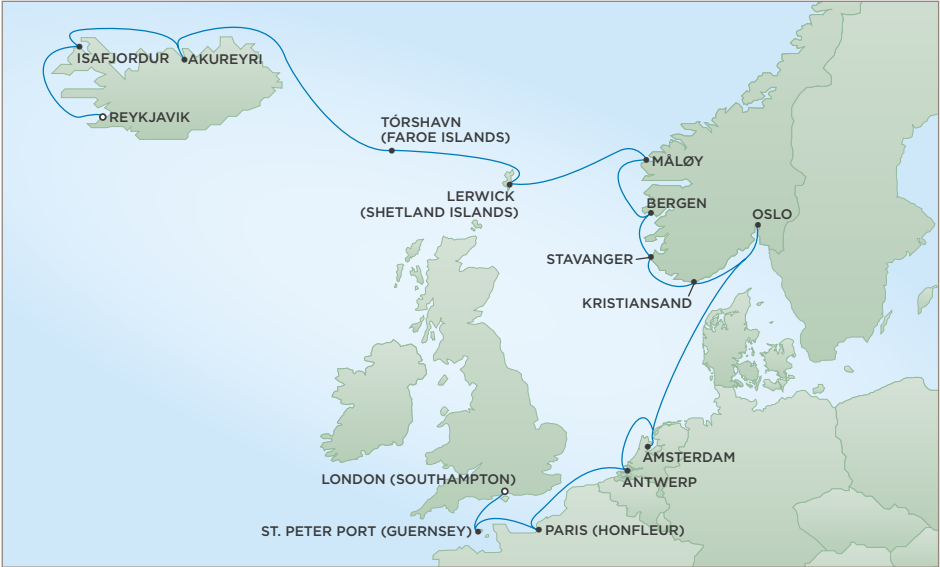 ISAFJORDUR
AKUREYRI
REYKJAVIK
TÓRSHAVN
(FAROE ISLANDS)
MÅLØY
LERWICK
(SHETLAND ISLANDS)
BERGEN
OSLO
STAVANGER
KRISTIANSAND
AMSTERDAM
LONDON (SOUTHAMPTON)
ANTWERP
ST. PETER PORT (GUERNSEY)
PARIS (HONFLEUR)